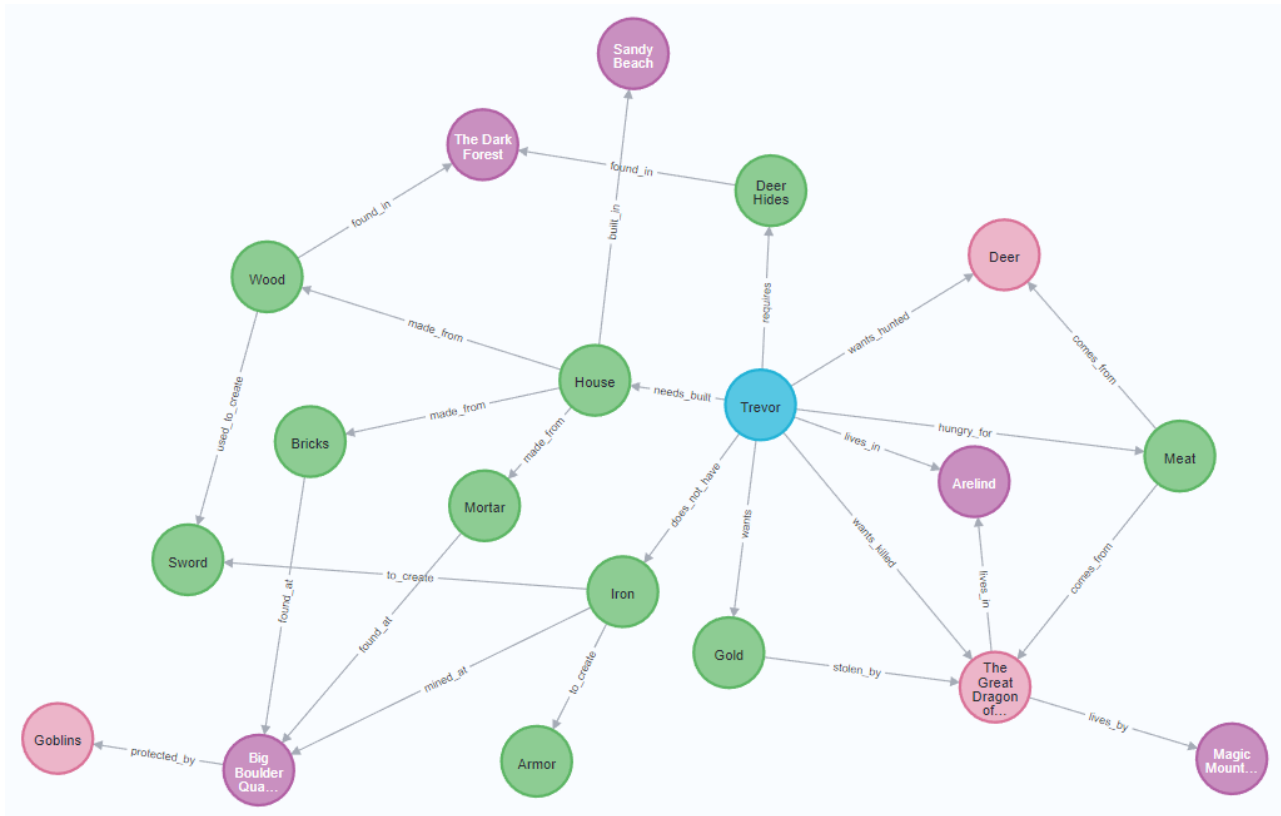 Sandy
Beach
The Dark
Forest
found_in
Deer
Hides
found_in
built_in
Deer
Wood
requires
wants_hunted
made_from
comes_from
House
needs_built
Trevor
used_to_create
made_from
hungry_for
Bricks
made_from
lives_in
Meat
does_not_have
Arelind
Mortar
wants
wants_killed
Sword
to_create
lives_in
comes_from
Iron
found_at
found_at
Gold
stolen_by
mined_at
to_create
The
Great
Dragon
of...
lives_by
Goblins
protected_by
Big
Boulder
Qua...
Armor
Magic
Mount...